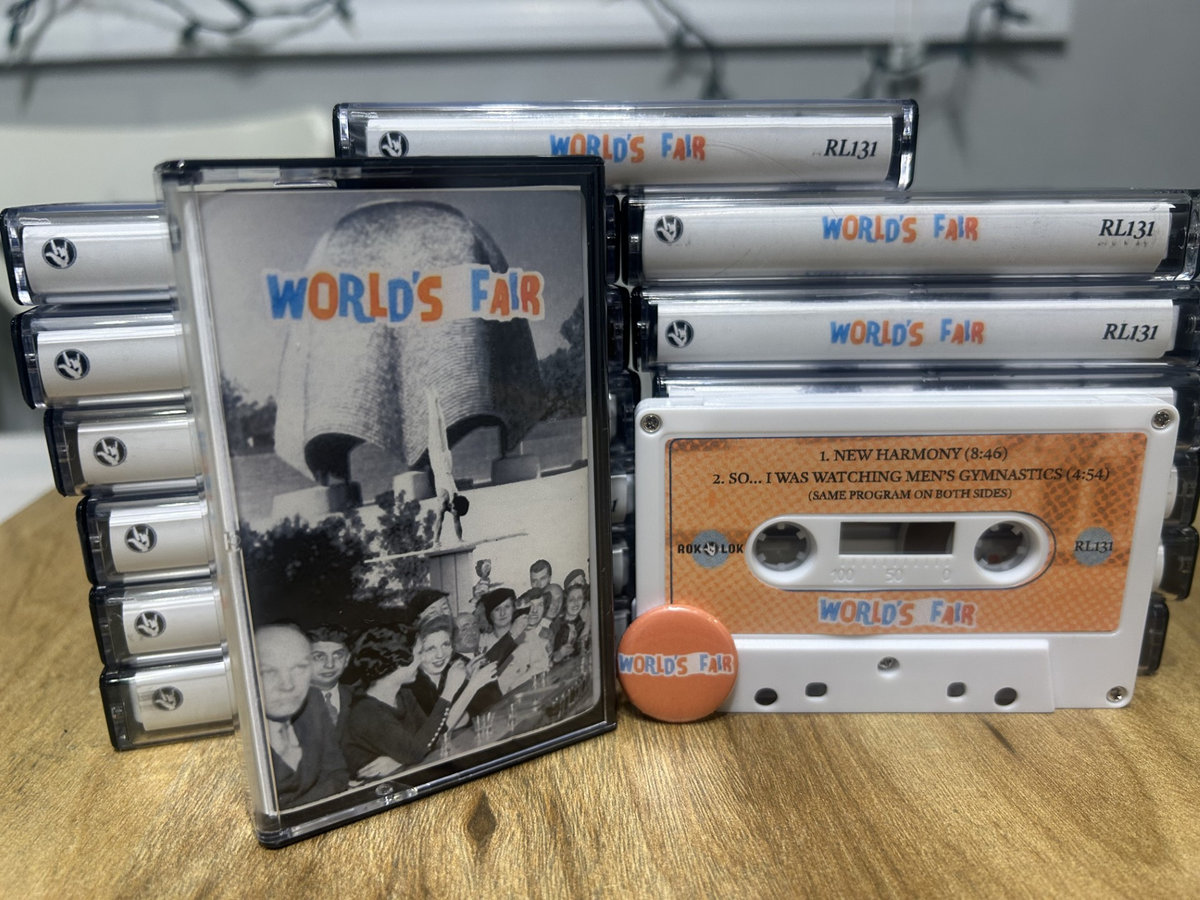 WORLD'S FAIR RL131
WORLD'S FAIR RL131
WORLD'S FAIR RL131
WORLD'S FAIR
1. NEW HARMONY (8:46)
2. SO... I WAS WATCHING MEN'S GYMNASTICS (4:54)
(SAME PROGRAM ON BOTH SIDES)
ROK LOK RL131
100 50 0
WORLD'S FAIR
WORLD'S FAIR